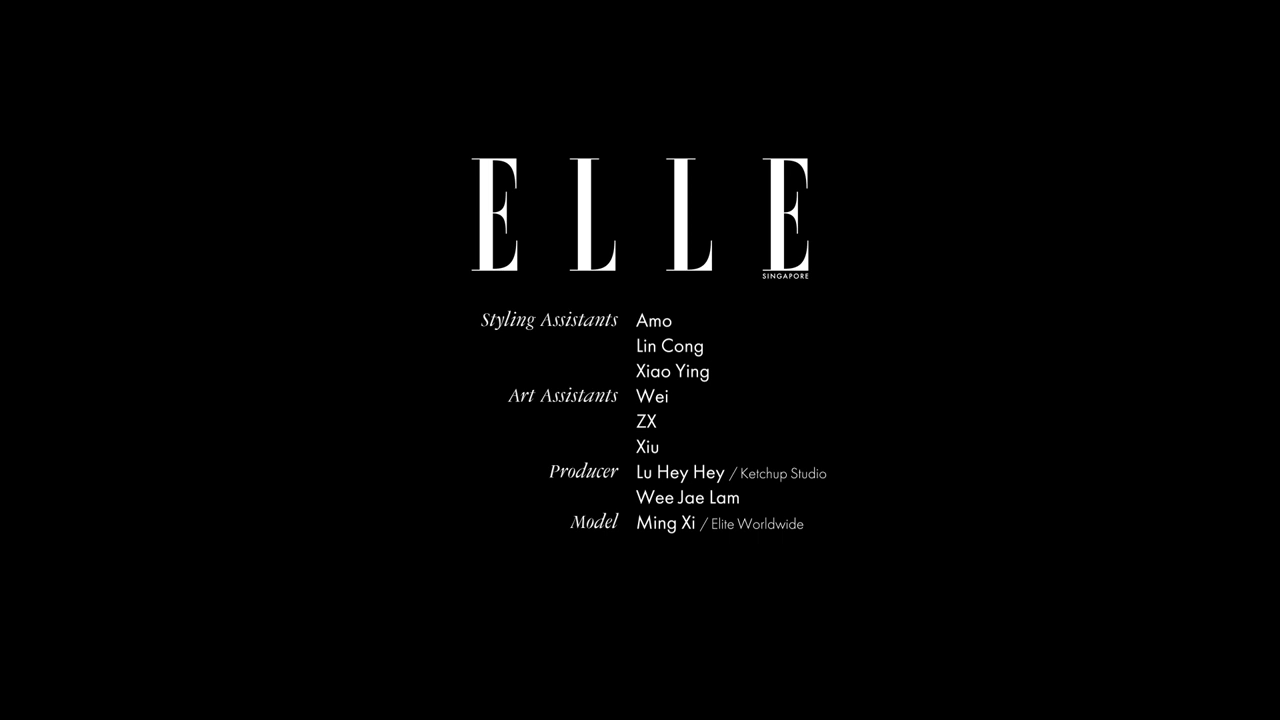 ELLE
SINGAPORE
Styling Assistants Amo
Lin Cong
Xiao Ying
Art Assistants Wei
ZX
Xiu
Producer Lu Hey Hey / Ketchup Studio
Wee Jae Lam
Model Ming Xi / Elite Worldwide